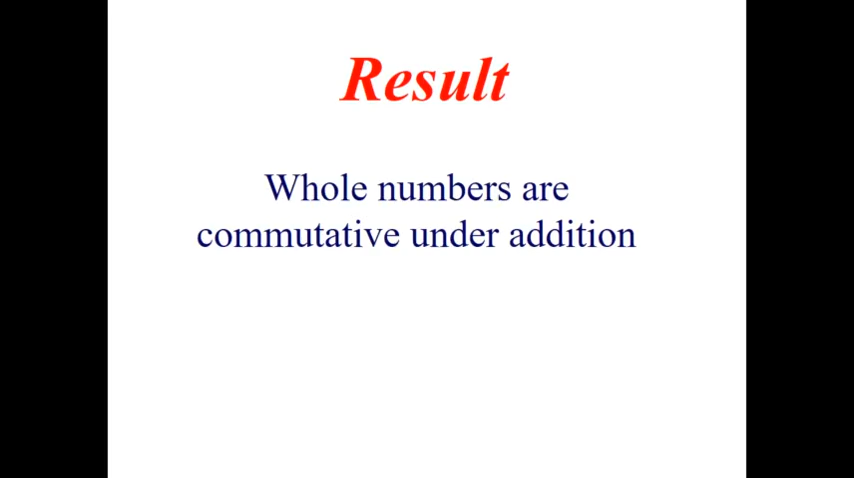 Result
Whole numbers are
commutative under addition